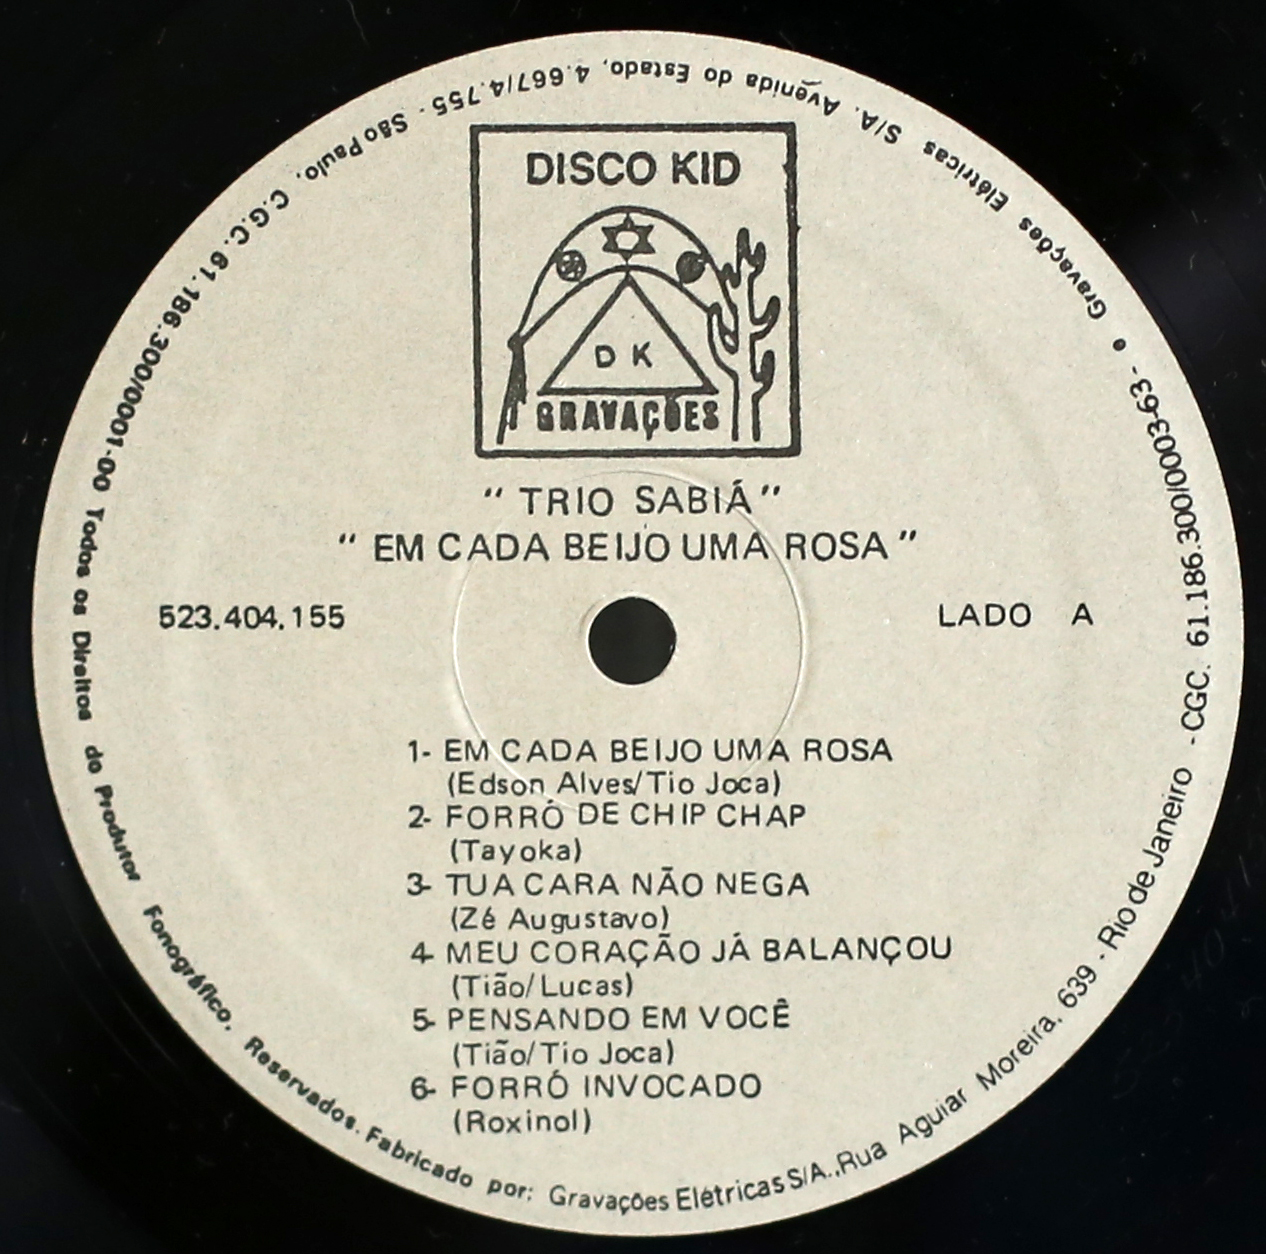 DISCO KID
D K
GRAVAÇÕES
" TRIO SABIÁ "
" EM CADA BEIJO UMA ROSA "
523.404.155
LADO A
1- EM CADA BEIJO UMA ROSA
(Edson Alves/Tio Joca)
2- FORRÓ DE CHIP CHAP
(Tayoka)
3- TUA CARA NÃO NEGA
(Zé Augustavo)
4- MEU CORAÇÃO JÁ BALANÇOU
(Tião/Lucas)
5- PENSANDO EM VOCÊ
(Tião/Tio Joca)
6- FORRÓ INVOCADO
(Roxinol)
• Gravações Elétricas S/A. Avenida do Estado, 4.667/4.755 - São Paulo, C.G.C. 61.186.300/0001-00 Todos os Direitos do Produtor Fonográfico. Reservados. Fabricado por: Gravações Elétricas S/A.,Rua Aguiar Moreira, 639 - Rio de Janeiro - CGC. 61.186.300/0003-63-